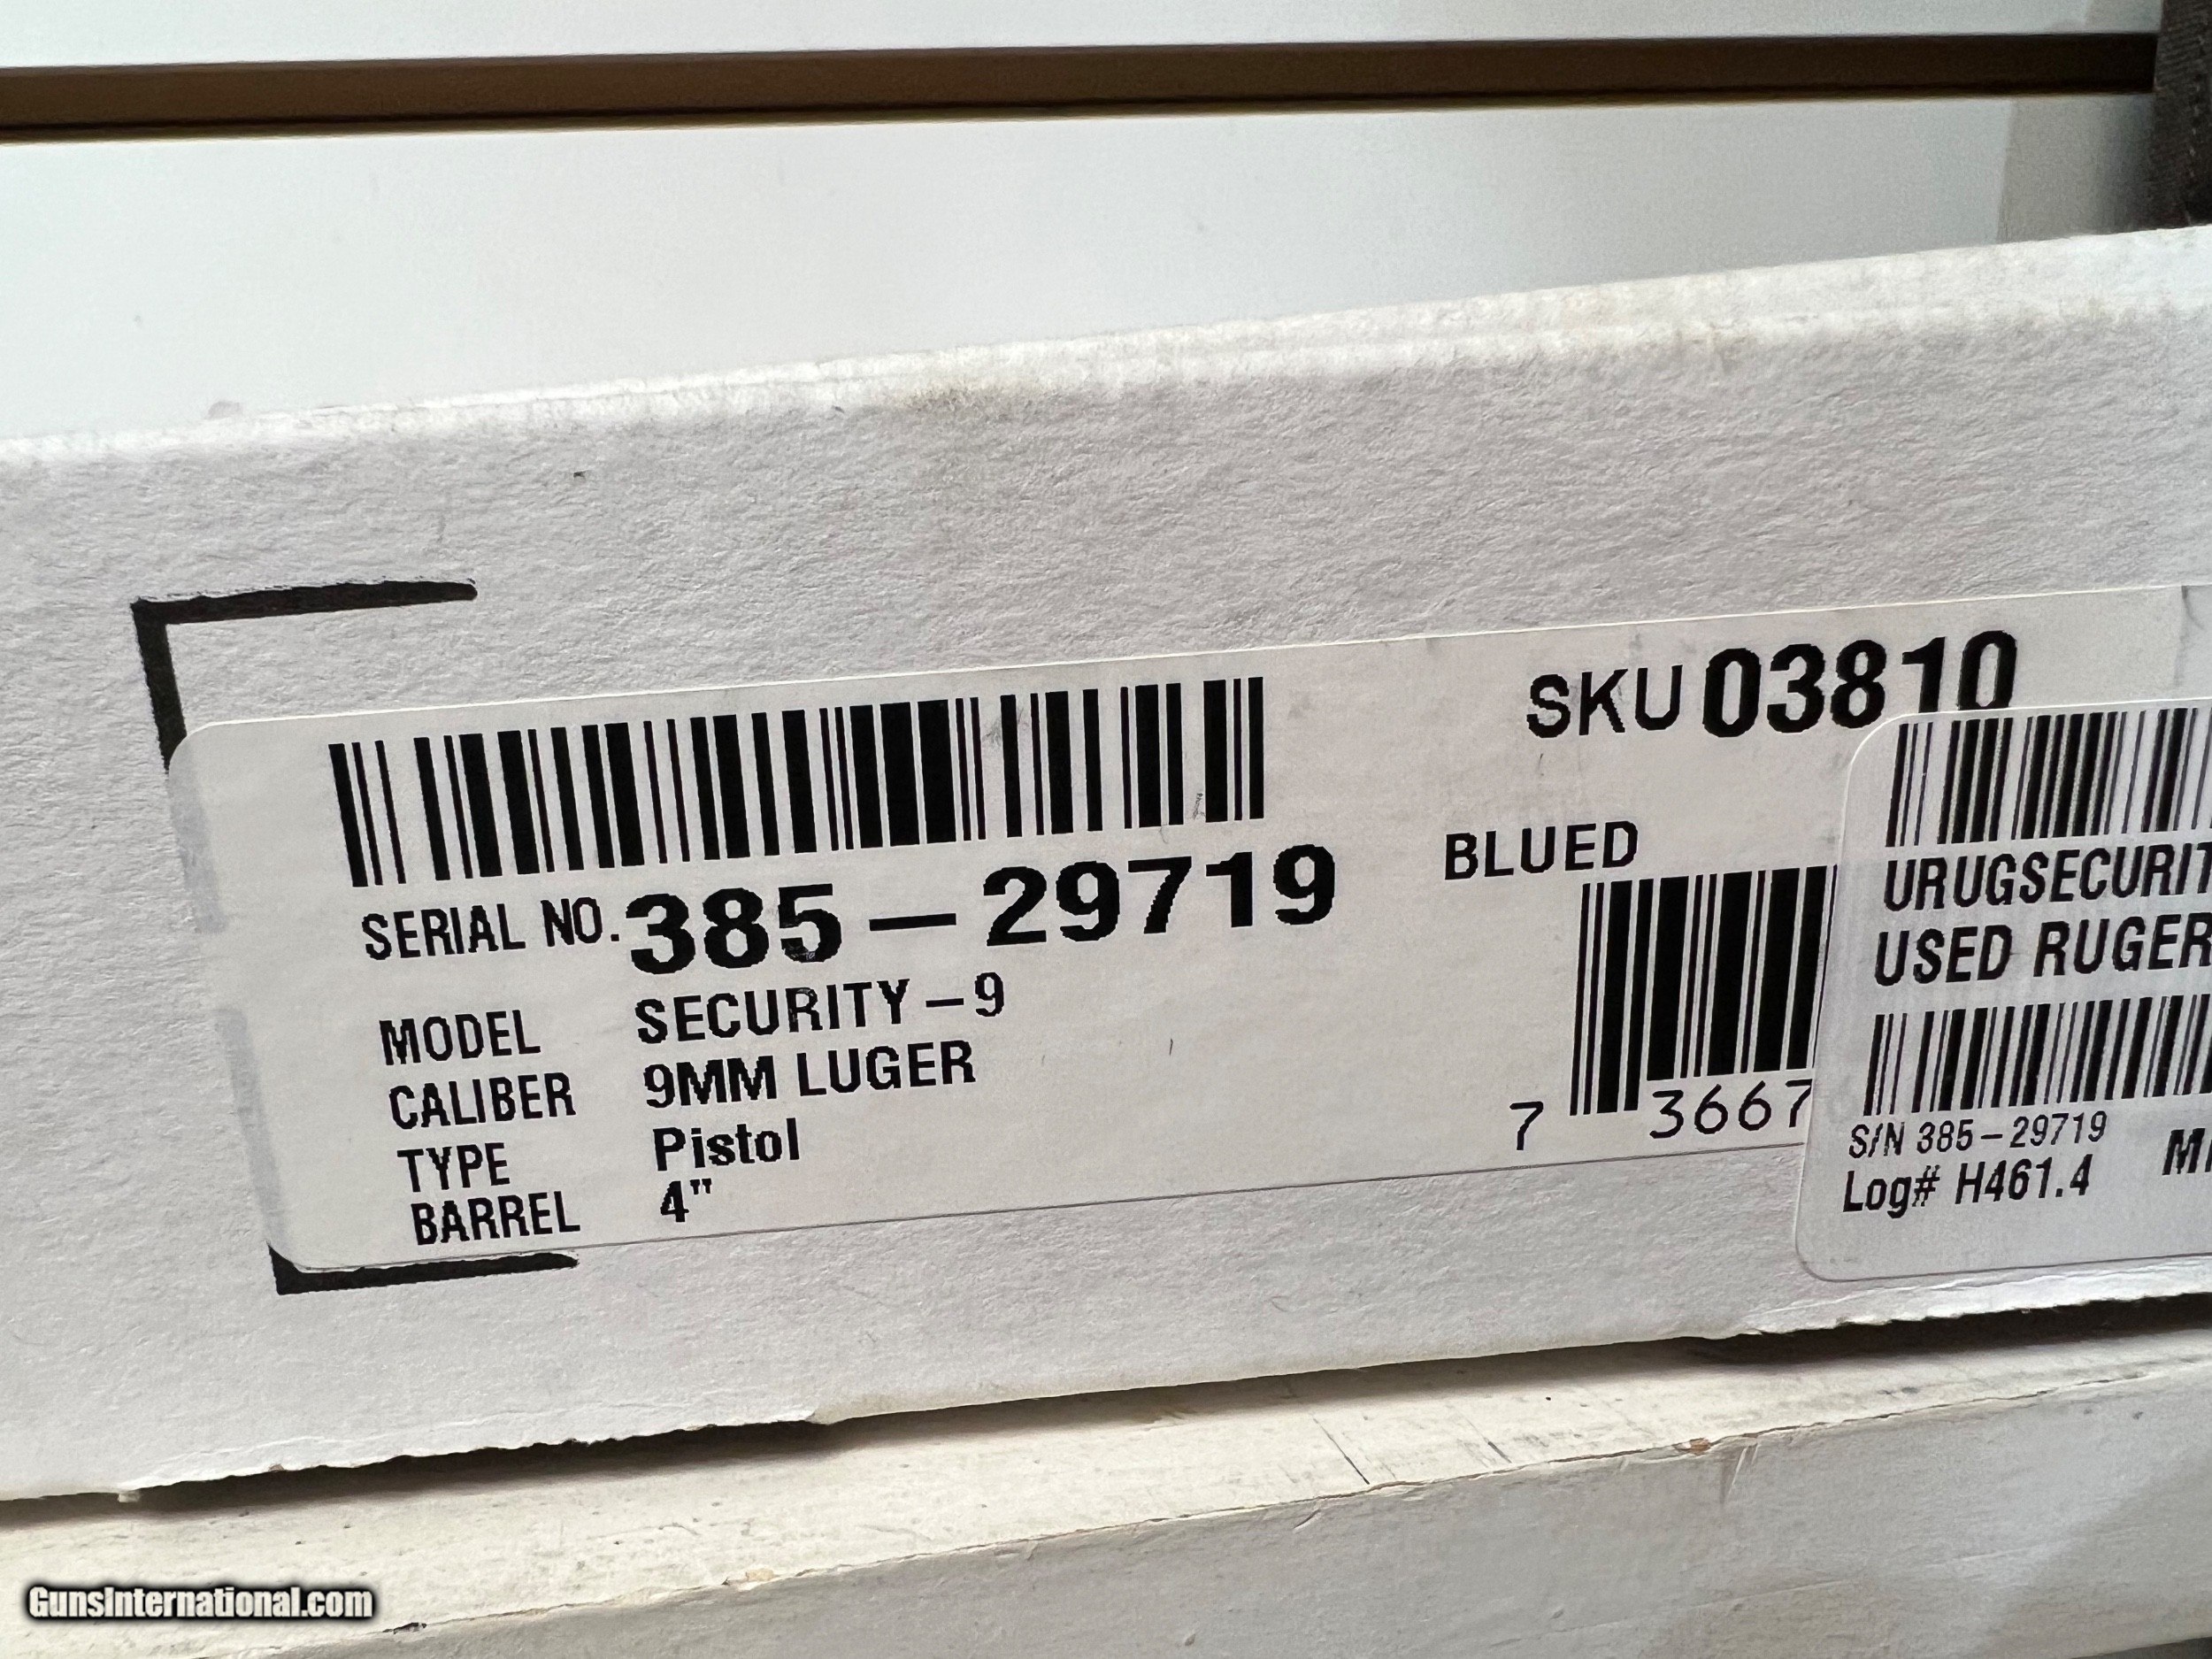 SKU 03810
SERIAL NO. 385-29719
BLUED
MODEL SECURITY-9
CALIBER 9MM LUGER
TYPE Pistol
BARREL 4"
7 3667
URUGSECURIT
USED RUGER
S/N 385-29719
Log# H461.4
GunsInternational.com